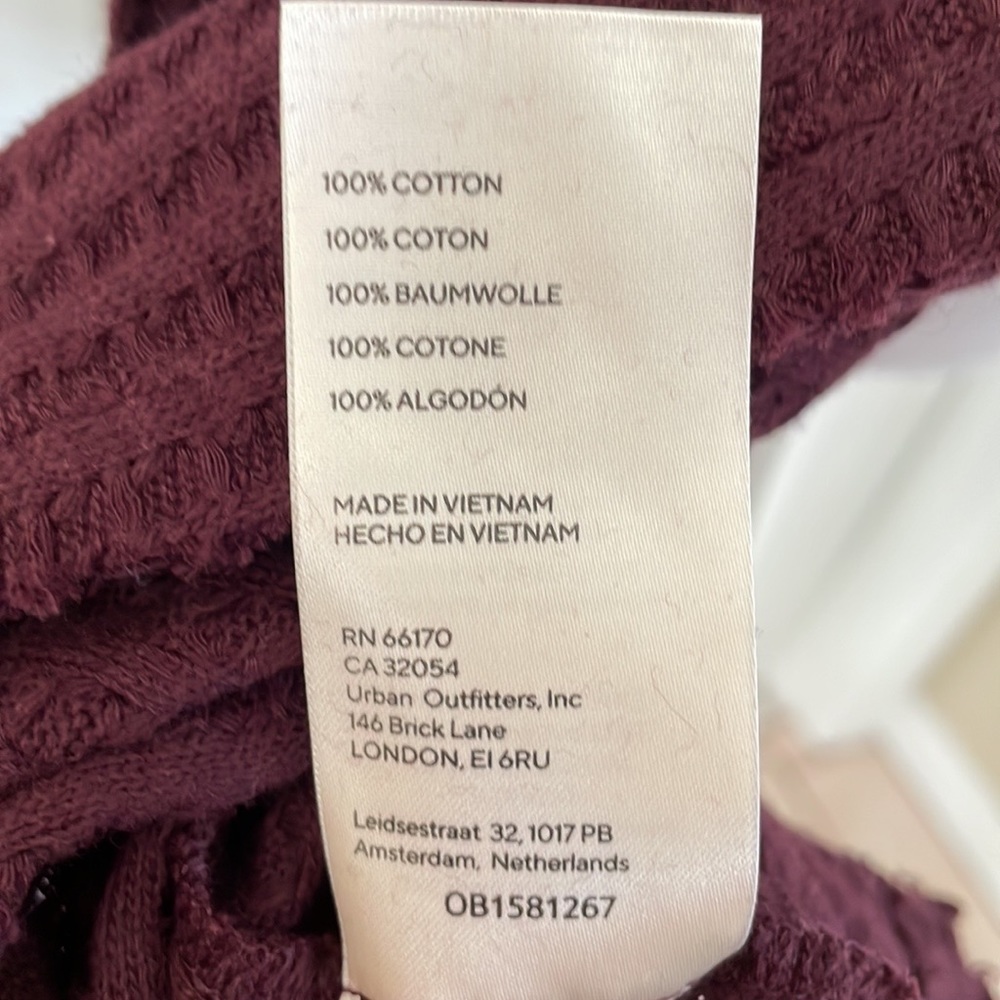 100% COTTON
100% COTON
100% BAUMWOLLE
100% COTONE
100% ALGODÓN
MADE IN VIETNAM
HECHO EN VIETNAM
RN 66170
CA 32054
Urban Outfitters, Inc
146 Brick Lane
LONDON, E1 6RU
Leidsestraat 32, 1017 PB
Amsterdam, Netherlands
OB1581267